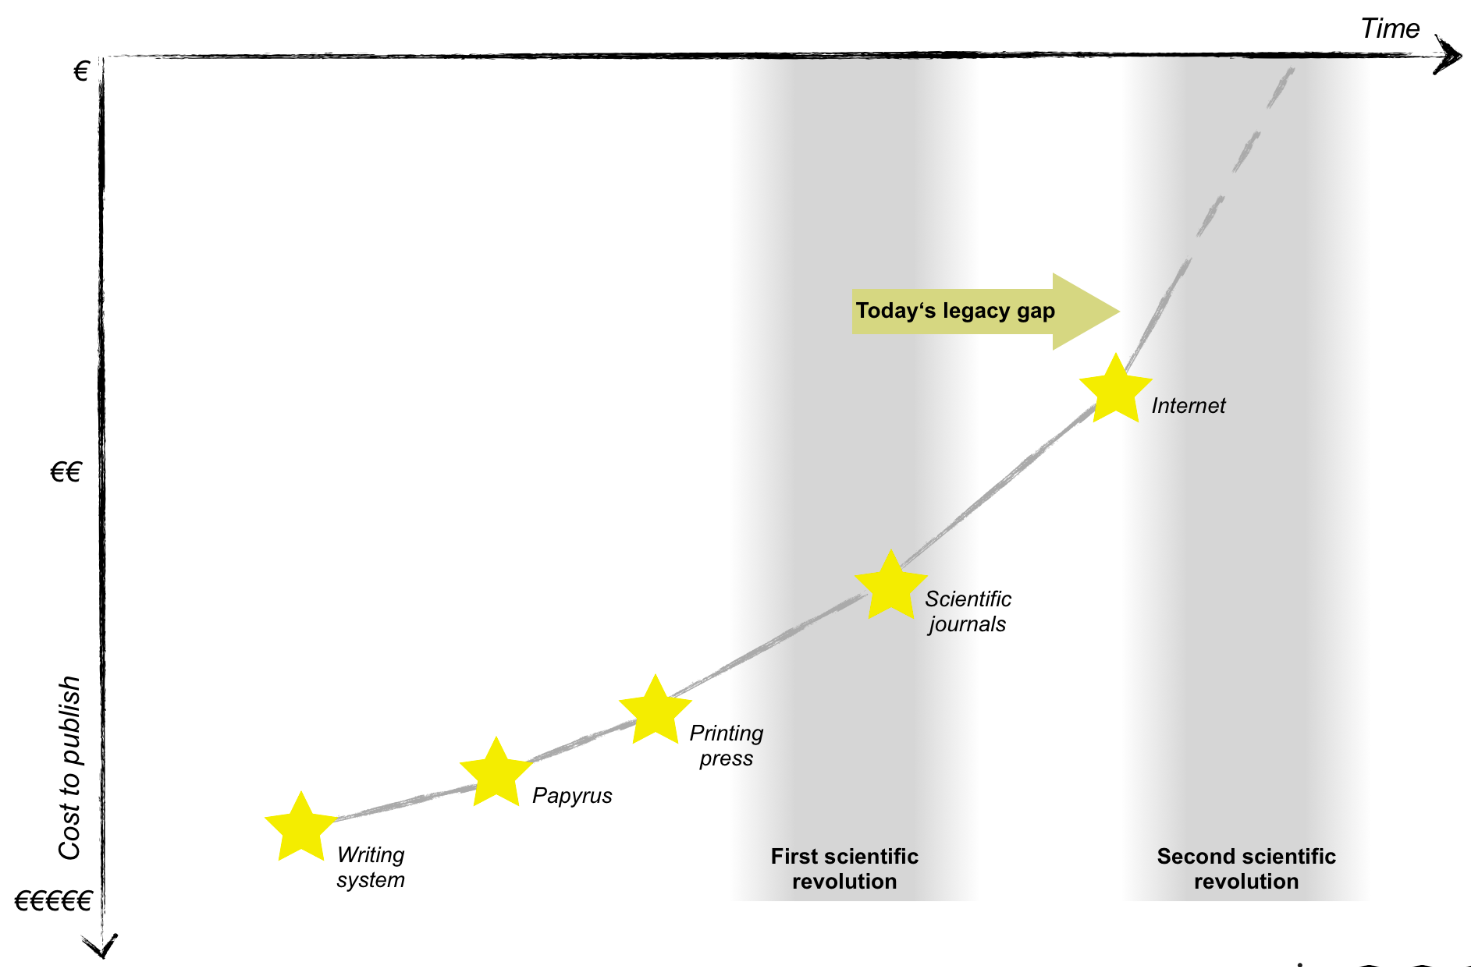 Time
€
Today‘s legacy gap
Internet
€€
Scientific
journals
Printing
press
Papyrus
Cost to publish
Writing
system
First scientific
revolution
Second scientific
revolution
€€€€€